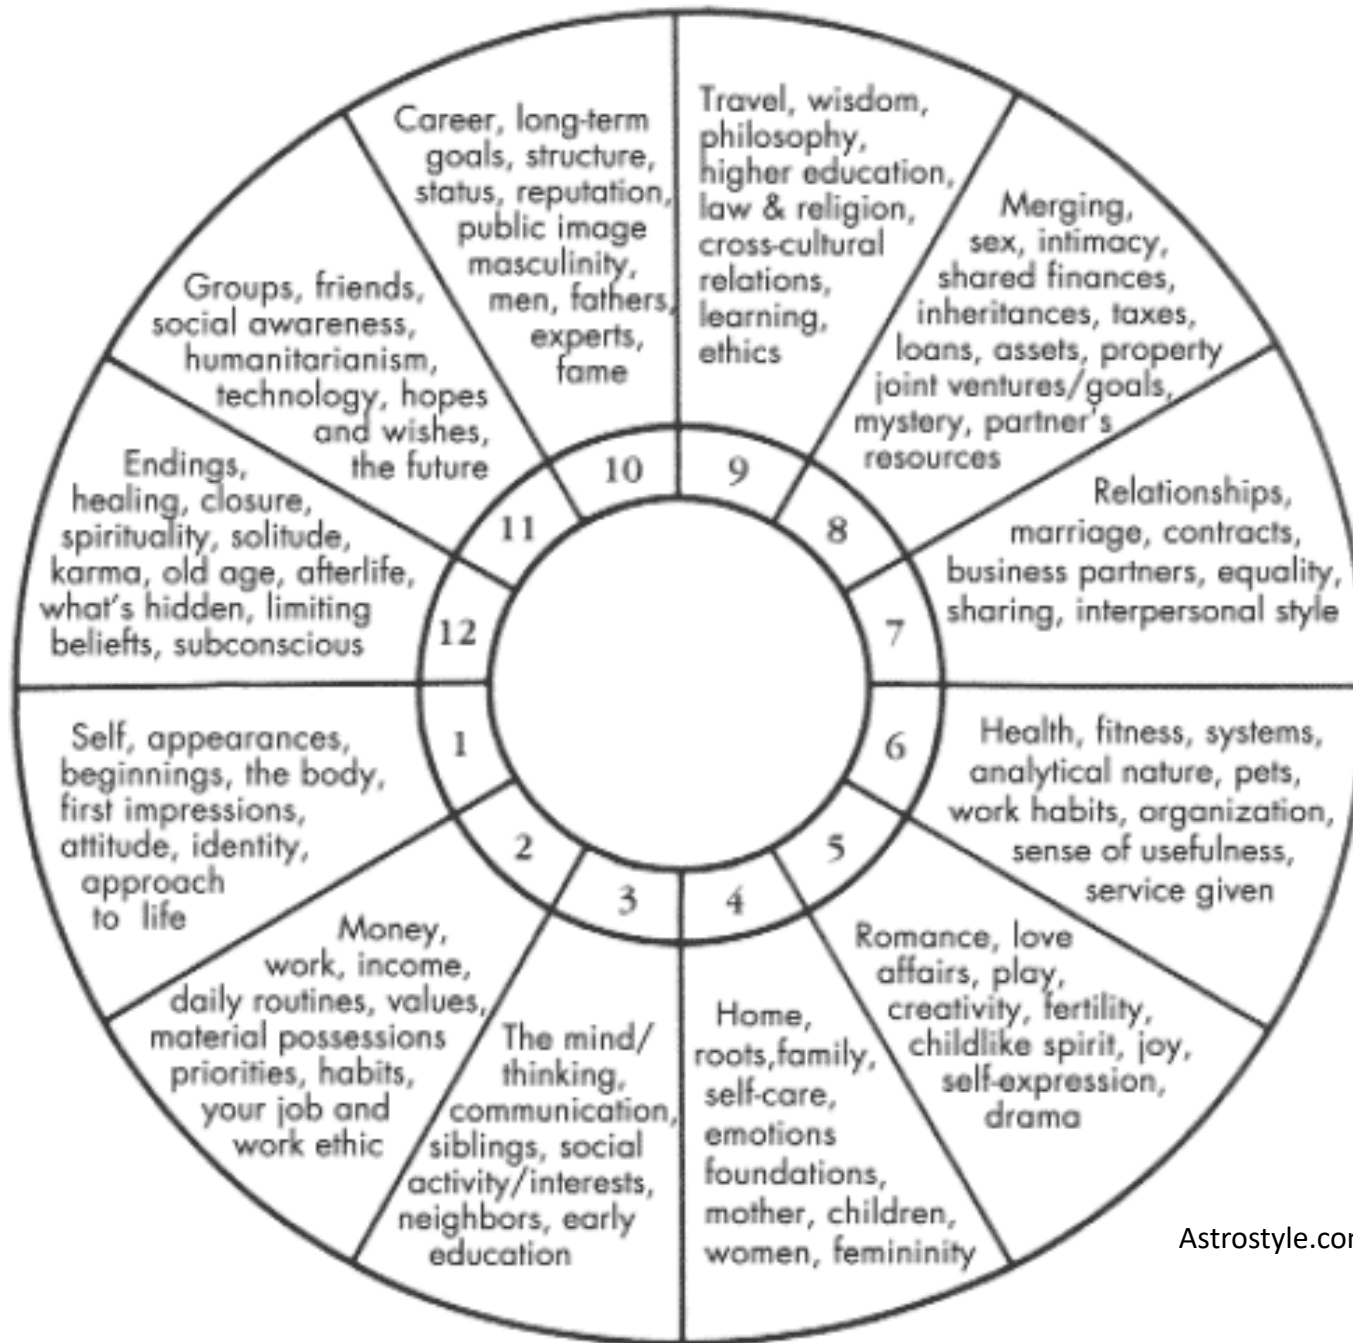 Career, long-term
goals, structure,
status, reputation,
public image
masculinity,
men, fathers,
experts,
fame
10
Travel, wisdom,
philosophy,
higher education,
law & religion,
cross-cultural
relations,
learning,
ethics
9
Merging,
sex, intimacy,
shared finances,
inheritances, taxes,
loans, assets, property
joint ventures/goals,
mystery, partner's
resources
8
Relationships,
marriage, contracts,
business partners, equality,
sharing, interpersonal style
7
Health, fitness, systems,
analytical nature, pets,
work habits, organization,
sense of usefulness,
service given
6
Romance, love
affairs, play,
creativity, fertility,
childlike spirit, joy,
self-expression,
drama
5
Home,
roots,family,
self-care,
emotions
foundations,
mother, children,
women, femininity
4
The mind/
thinking,
communication,
siblings, social
activity/interests,
neighbors, early
education
3
Money,
work, income,
daily routines, values,
material possessions
priorities, habits,
your job and
work ethic
2
Self, appearances,
beginnings, the body,
first impressions,
attitude, identity,
approach
to life
1
Endings,
healing, closure,
spirituality, solitude,
karma, old age, afterlife,
what's hidden, limiting
beliefts, subconscious
12
Groups, friends,
social awareness,
humanitarianism,
technology, hopes
and wishes,
the future
11
Astrostyle.com